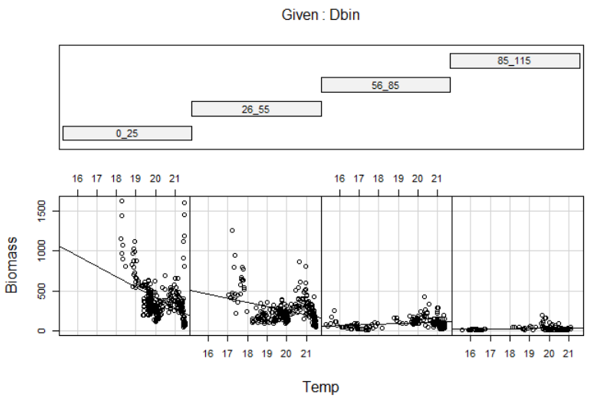 Given : Dbin
85_115
56_85
26_55
0_25
16 17 18 19 20 21 16 17 18 19 20 21
0 500 1000 1500
Biomass
16 17 18 19 20 21 16 17 18 19 20 21
Temp